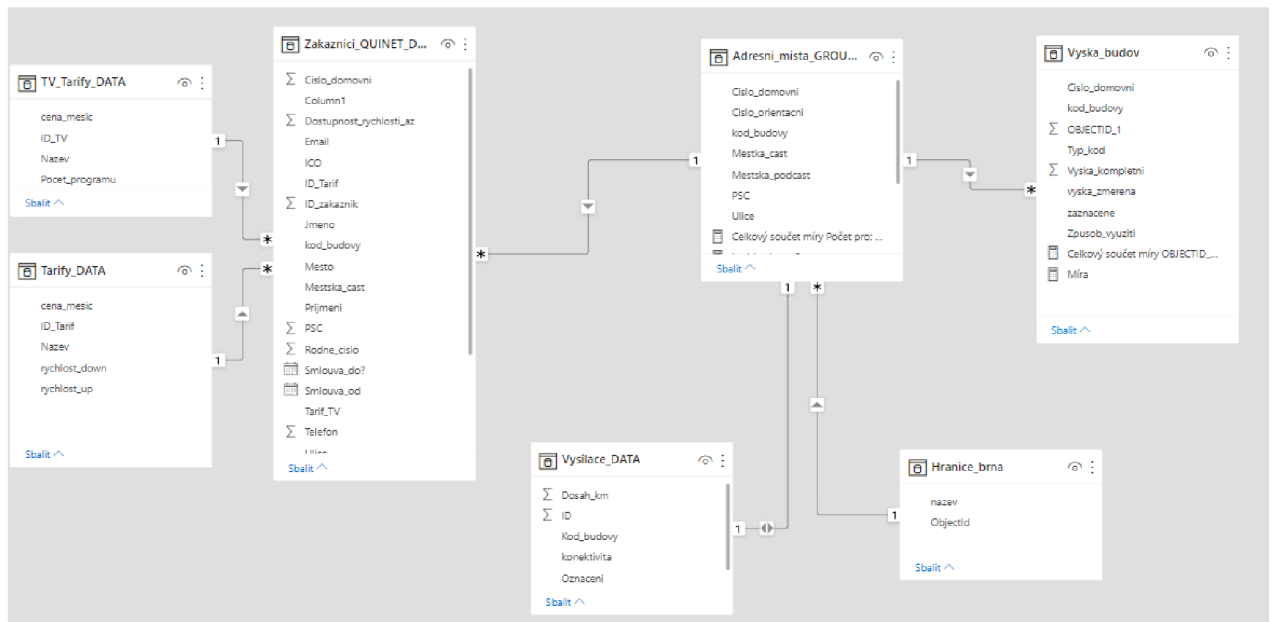 TV_Tarify_DATA
cena_mesic
ID_TV
Nazev
Pocet_programu
Sbalit
Tarify_DATA
cena_mesic
ID_Tarif
Nazev
rychlost_down
rychlost_up
Sbalit
Zakaznici_QUINET_D...
Cislo_domovni
Column1
Dostupnost_rychlosti_az
Email
ICO
ID_Tarif
ID_zakaznik
Jmeno
kod_budovy
Mesto
Mestska_cast
Prijmeni
PSC
Rodne_cislo
Smlouva_do?
Smlouva_od
Tarif_TV
Telefon
Sbalit
Adresni_mista_GROU...
Cislo_domovni
Cislo_orientacni
kod_budovy
Mestka_cast
Mestska_podcast
PSC
Ulice
Celkový součet míry Počet pro: ...
Sbalit
Vyska_budov
Cislo_domovni
kod_budovy
OBJECTID_1
Typ_kod
Vyska_kompletni
vyska_zmerena
zaznacene
Zpusob_vyuziti
Celkový součet míry OBJECTID_...
Míra
Sbalit
Vysilace_DATA
Dosah_km
ID
Kod_budovy
konektivita
Oznaceni
Sbalit
Hranice_brna
nazev
ObjectId
Sbalit
1
*
1
*
1
*
1
*
1
*
1
1